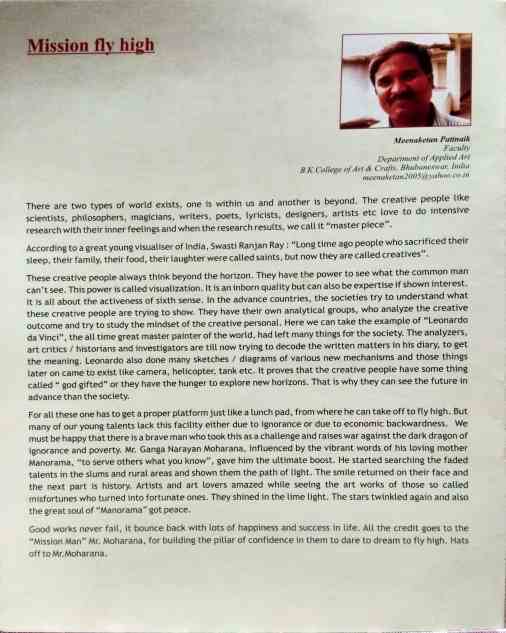 Mission fly high
Meenaketan Pattnaik
Faculty
Department of Applied Art
B.K.College of Art & Crafts, Bhubaneswar, India
meenaketan2005@yahoo.co.in
There are two types of world exists, one is within us and another is beyond. The creative people like
scientists, philosophers, magicians, writers, poets, lyricists, designers, artists etc love to do intensive
research with their inner feelings and when the research results, we call it “master piece”.
According to a great young visualiser of India, Swasti Ranjan Ray : “Long time ago people who sacrificed their
sleep, their family, their food, their laughter were called saints, but now they are called creatives”.
These creative people always think beyond the horizon. They have the power to see what the common man
can’t see. This power is called visualization. It is an inborn quality but can also be expertise if shown interest.
It is all about the activeness of sixth sense. In the advance countries, the societies try to understand what
these creative people are trying to show. They have their own analytical groups, who analyze the creative
outcome and try to study the mindset of the creative personal. Here we can take the example of “Leonardo
da Vinci”, the all time great master painter of the world, had left many things for the society. The analyzers,
art critics / historians and investigators are till now trying to decode the written matters in his diary, to get
the meaning. Leonardo also done many sketches / diagrams of various new mechanisms and those things
later on came to exist like camera, helicopter, tank etc. It proves that the creative people have some thing
called “ god gifted” or they have the hunger to explore new horizons. That is why they can see the future in
advance than the society.
For all these one has to get a proper platform just like a lunch pad, from where he can take off to fly high. But
many of our young talents lack this facility either due to ignorance or due to economic backwardness. We
must be happy that there is a brave man who took this as a challenge and raises war against the dark dragon of
ignorance and poverty. Mr. Ganga Narayan Moharana, influenced by the vibrant words of his loving mother
Manorama, “to serve others what you know”, gave him the ultimate boost. He started searching the faded
talents in the slums and rural areas and shown them the path of light. The smile returned on their face and
the next part is history. Artists and art lovers amazed while seeing the art works of those so called
misfortunes who turned into fortunate ones. They shined in the lime light. The stars twinkled again and also
the great soul of “Manorama” got peace.
Good works never fail, it bounce back with lots of happiness and success in life. All the credit goes to the
“Mission Man” Mr. Moharana, for building the pillar of confidence in them to dare to dream to fly high. Hats
off to Mr.Moharana.